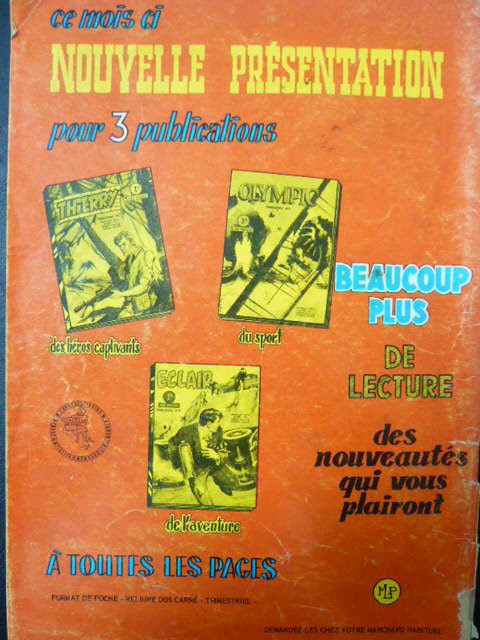 ce mois ci
NOUVELLE PRÉSENTATION
pour 3 publications
THIERRY
OLYMPIC
des héros captivants
du sport
BEAUCOUP
PLUS
DE
LECTURE
ECLAIR
de l'aventure
des
nouveautés
qui vous
plairont
À TOUTES LES PAGES
FORMAT DE POCHE - RELIURE DOS CARRÉ - TRIMESTRIEL -
MLP
DEMANDEZ-LES CHEZ VOTRE MARCHAND HABITUEL